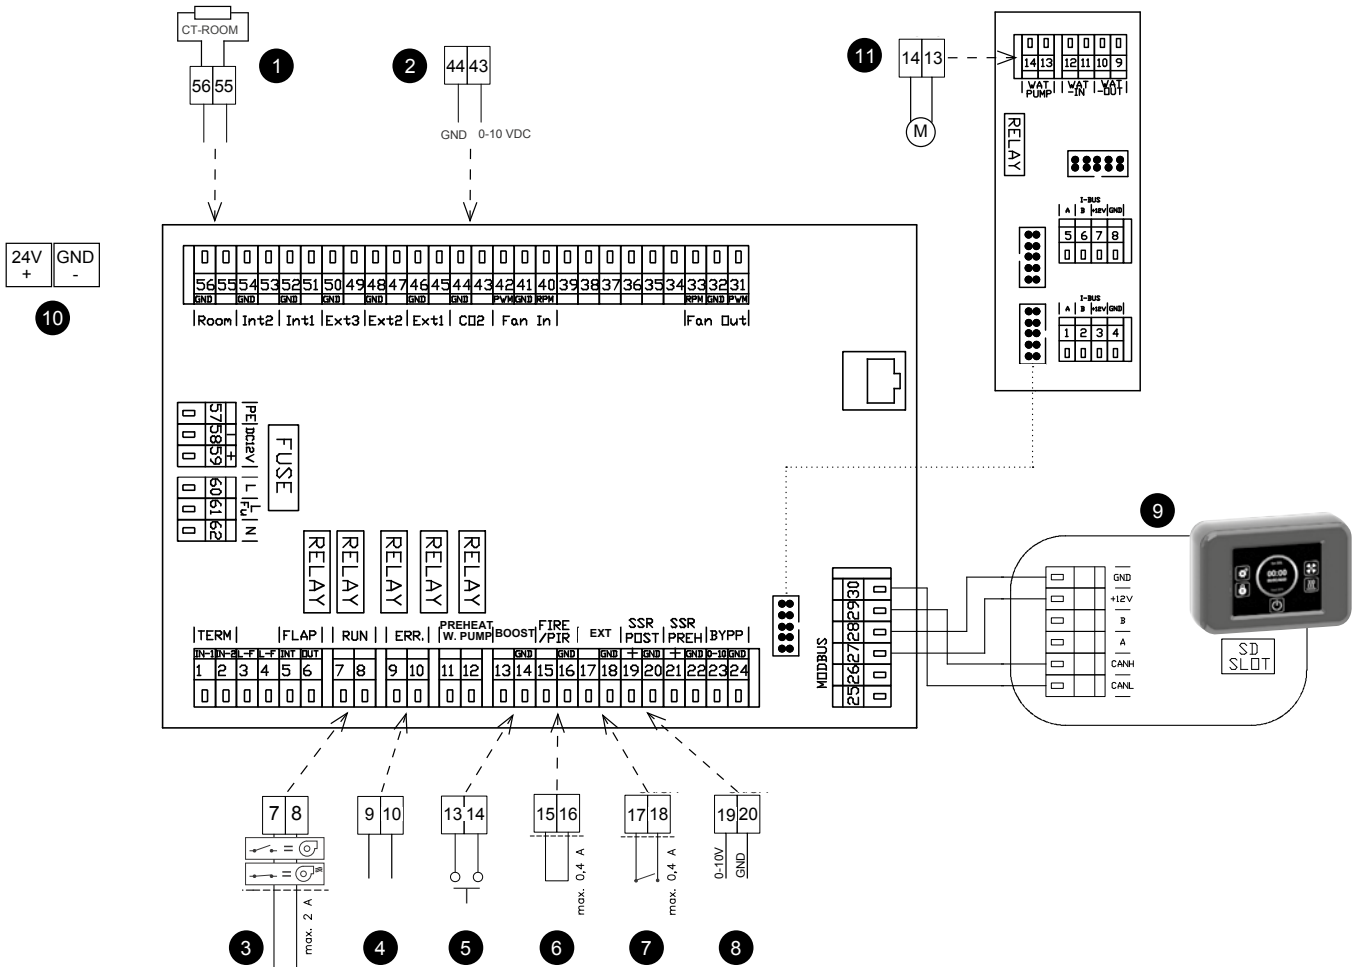 CT-ROOM
56 55
1
2
44 43
GND 0-10 VDC
11
14 13
M
14 13 12 11 10 9
WAT PUMP
WAT -IN
WAT -OUT
RELAY
I-BUS
A B +12V GND
5 6 7 8
I-BUS
A B +12V GND
1 2 3 4
24V + GND -
10
56 55 54 53 52 51 50 49 48 47 46 45 44 43 42 41 40 39 38 37 36 35 34 33 32 31
GND GND GND GND GND GND GND PWM GND RPM RPM GND PWM
Room Int2 Int1 Ext3 Ext2 Ext1 CO2 Fan In Fan Out
57 58 59
PE DC12V - +
60 61 62
L L Fu N
FUSE
RELAY RELAY RELAY RELAY RELAY
TERM FLAP RUN ERR. PREHEAT W. PUMP BOOST FIRE /PIR EXT SSR POST SSR PREH BYPP
IN-1 IN-2 L-F L-F INT OUT GND GND GND + GND + GND 0-10 GND
1 2 3 4 5 6 7 8 9 10 11 12 13 14 15 16 17 18 19 20 21 22 23 24
MODBUS
25 26 27 28 29 30
9
GND
+12V
B
A
CANH
CANL
SD
SLOT
00:00
7 8
=
=
max. 2 A
3
9 10
4
13 14
5
15 16
max. 0,4 A
6
17 18
max. 0,4 A
7
19 20
0-10V
GND
8